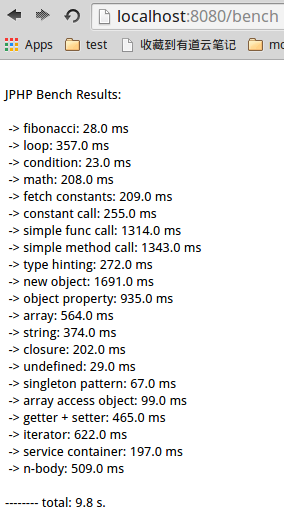 localhost:8080/bench
Apps test 收藏到有道云笔记
JPHP Bench Results:
-> fibonacci: 28.0 ms
-> loop: 357.0 ms
-> condition: 23.0 ms
-> math: 208.0 ms
-> fetch constants: 209.0 ms
-> constant call: 255.0 ms
-> simple func call: 1314.0 ms
-> simple method call: 1343.0 ms
-> type hinting: 272.0 ms
-> new object: 1691.0 ms
-> object property: 935.0 ms
-> array: 564.0 ms
-> string: 374.0 ms
-> closure: 202.0 ms
-> undefined: 29.0 ms
-> singleton pattern: 67.0 ms
-> array access object: 99.0 ms
-> getter + setter: 465.0 ms
-> iterator: 622.0 ms
-> service container: 197.0 ms
-> n-body: 509.0 ms
-------- total: 9.8 s.